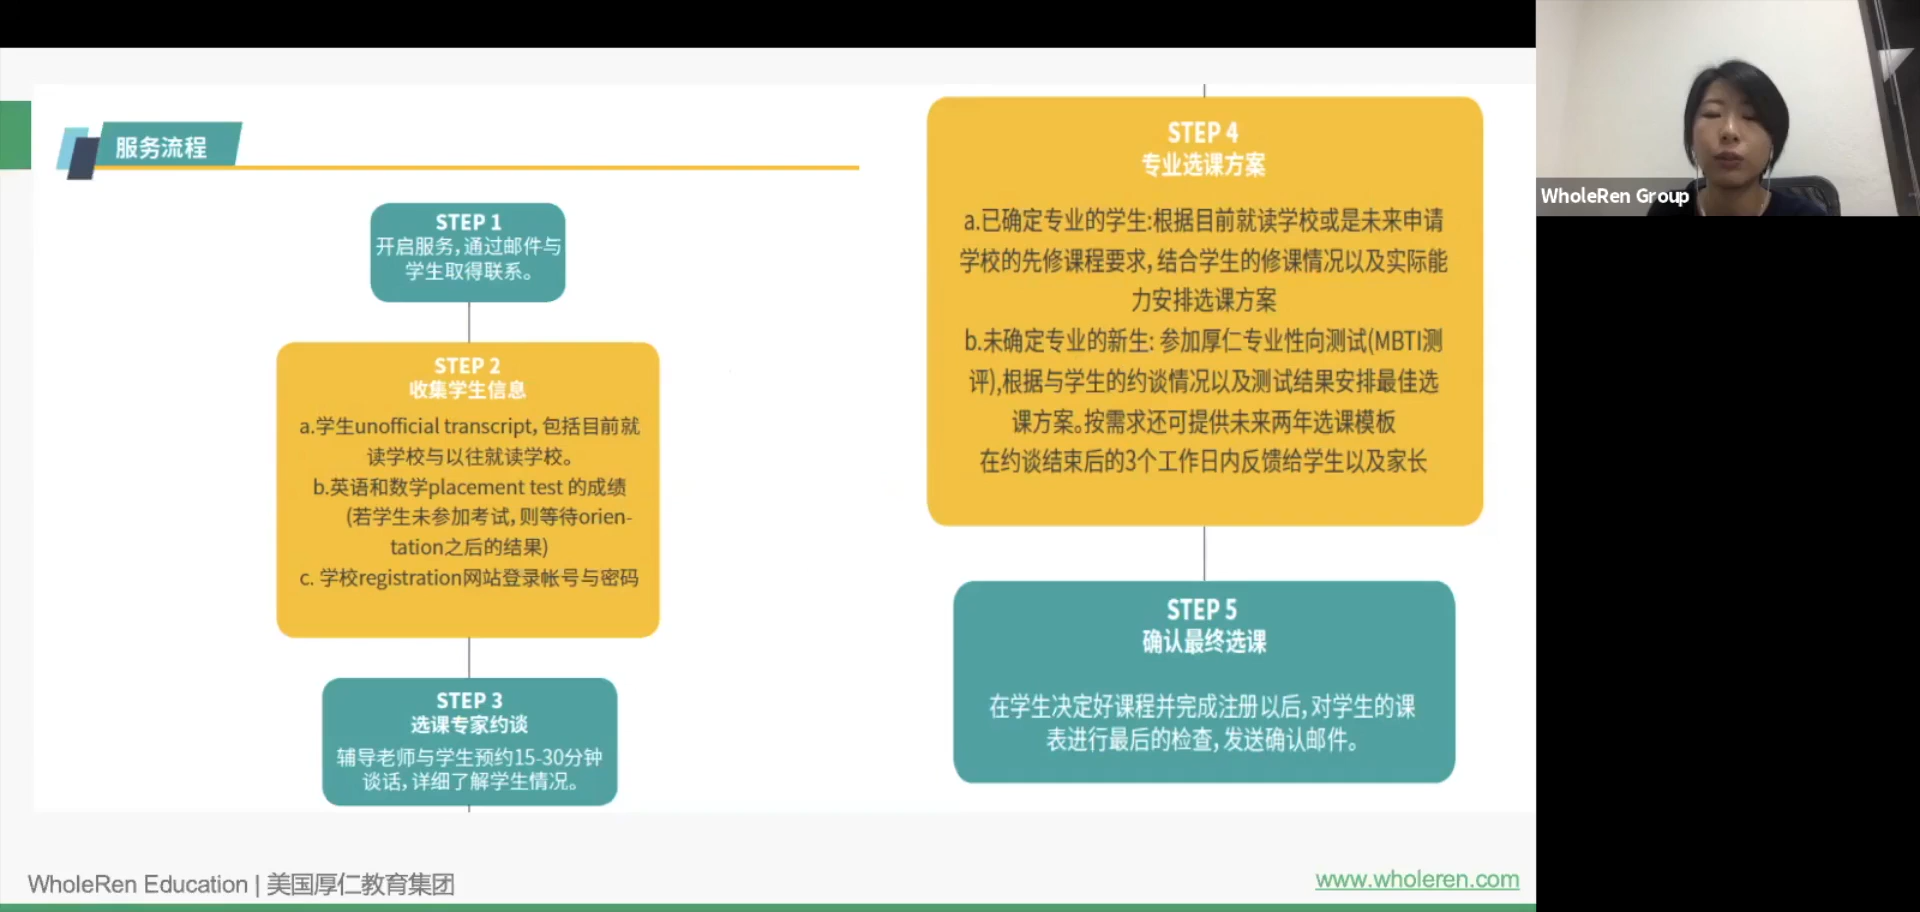 服务流程
STEP 1
开启服务，通过邮件与
学生取得联系。
STEP 2
收集学生信息
a.学生unofficial transcript，包括目前就
读学校与以往就读学校。
b.英语和数学placement test 的成绩
(若学生未参加考试，则等待orien-
tation之后的结果)
c. 学校registration网站登录帐号与密码
STEP 3
选课专家约谈
辅导老师与学生预约15-30分钟
谈话，详细了解学生情况。
STEP 4
专业选课方案
a.已确定专业的学生:根据目前就读学校或是未来申请
学校的先修课程要求，结合学生的修课情况以及实际能
力安排选课方案
b.未确定专业的新生: 参加厚仁专业性向测试(MBTI测
评),根据与学生的约谈情况以及测试结果安排最佳选
课方案。按需求还可提供未来两年选课模板
在约谈结束后的3个工作日内反馈给学生以及家长
STEP 5
确认最终选课
在学生决定好课程并完成注册以后，对学生的课
表进行最后的检查，发送确认邮件。
WholeRen Education | 美国厚仁教育集团
www.wholeren.com
WholeRen Group